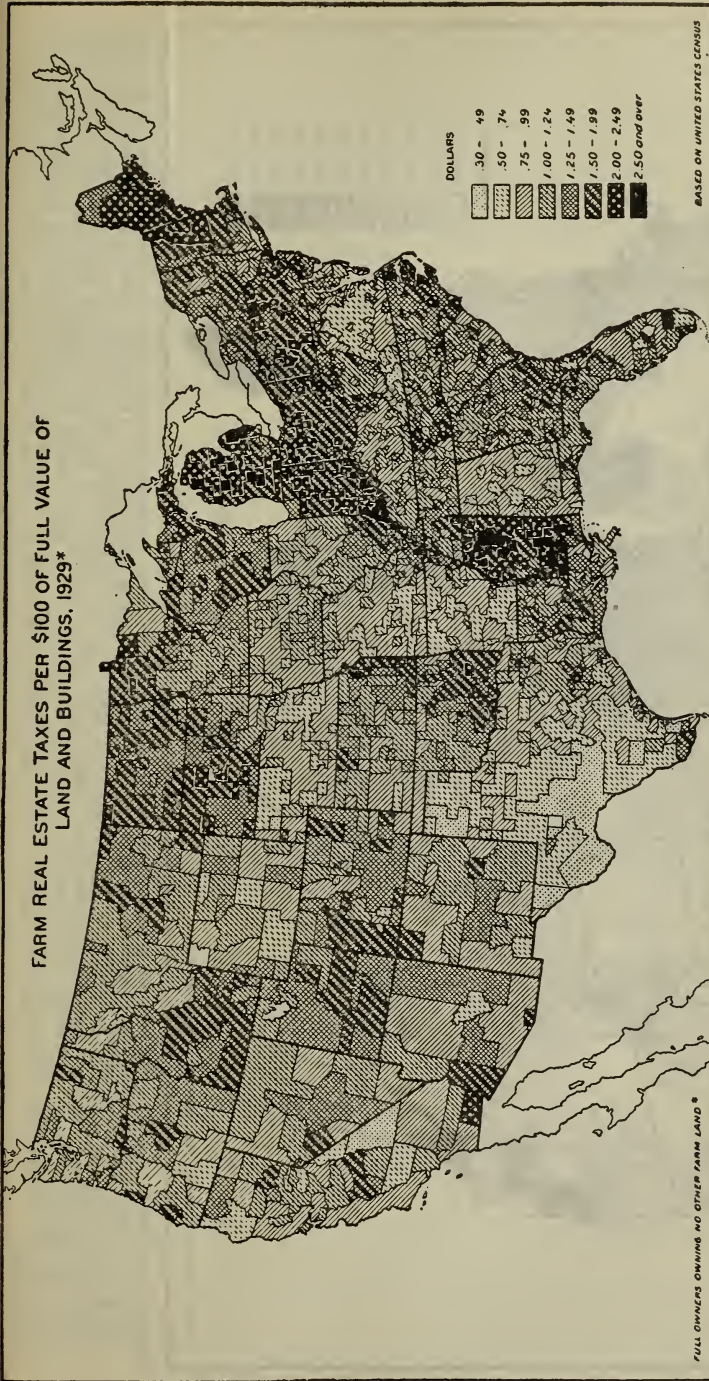 FARM REAL ESTATE TAXES PER $100 OF FULL VALUE OF
LAND AND BUILDINGS, 1929*
DOLLARS
.30 - .49
.50 - .74
.75 - .99
1.00 - 1.24
1.25 - 1.49
1.50 - 1.99
2.00 - 2.49
2.50 and over
FULL OWNERS OWNING NO OTHER FARM LAND*
BASED ON UNITED STATES CENSUS